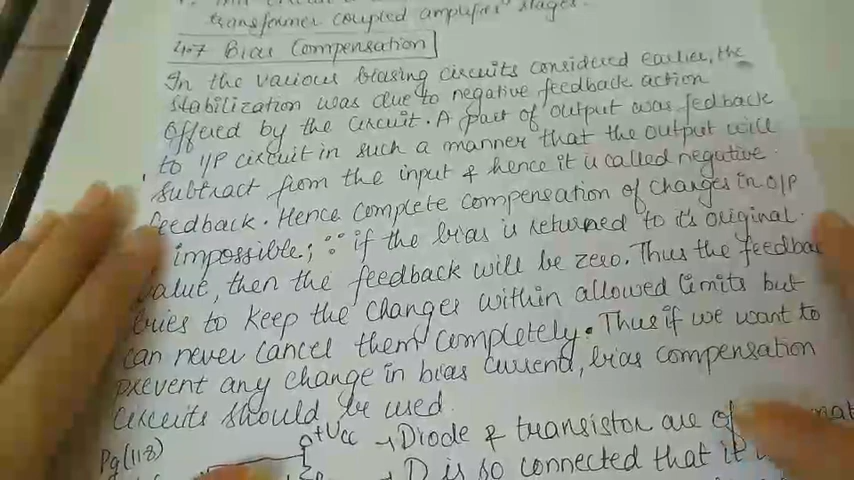 transformer coupled amplifier stages.
4.7 Bias Compensation
In the various biasing circuits considered earlier, the
stabilization was due to negative feedback action
offered by the circuit. A part of output was fedback
to I/P circuit in such a manner that the output will
subtract from the input & hence it is called negative
feedback. Hence complete compensation of changes in O/P
impossible; ∵ if the bias is returned to its original
value, then the feedback will be zero. Thus the feedbac
tries to keep the changes within allowed limits but
can never cancel them completely. Thus if we want to
prevent any change in bias current, bias compensation
circuits should be used.
Pg(118) +Vcc → Diode & transistor are of mat
→ D is so connected that it